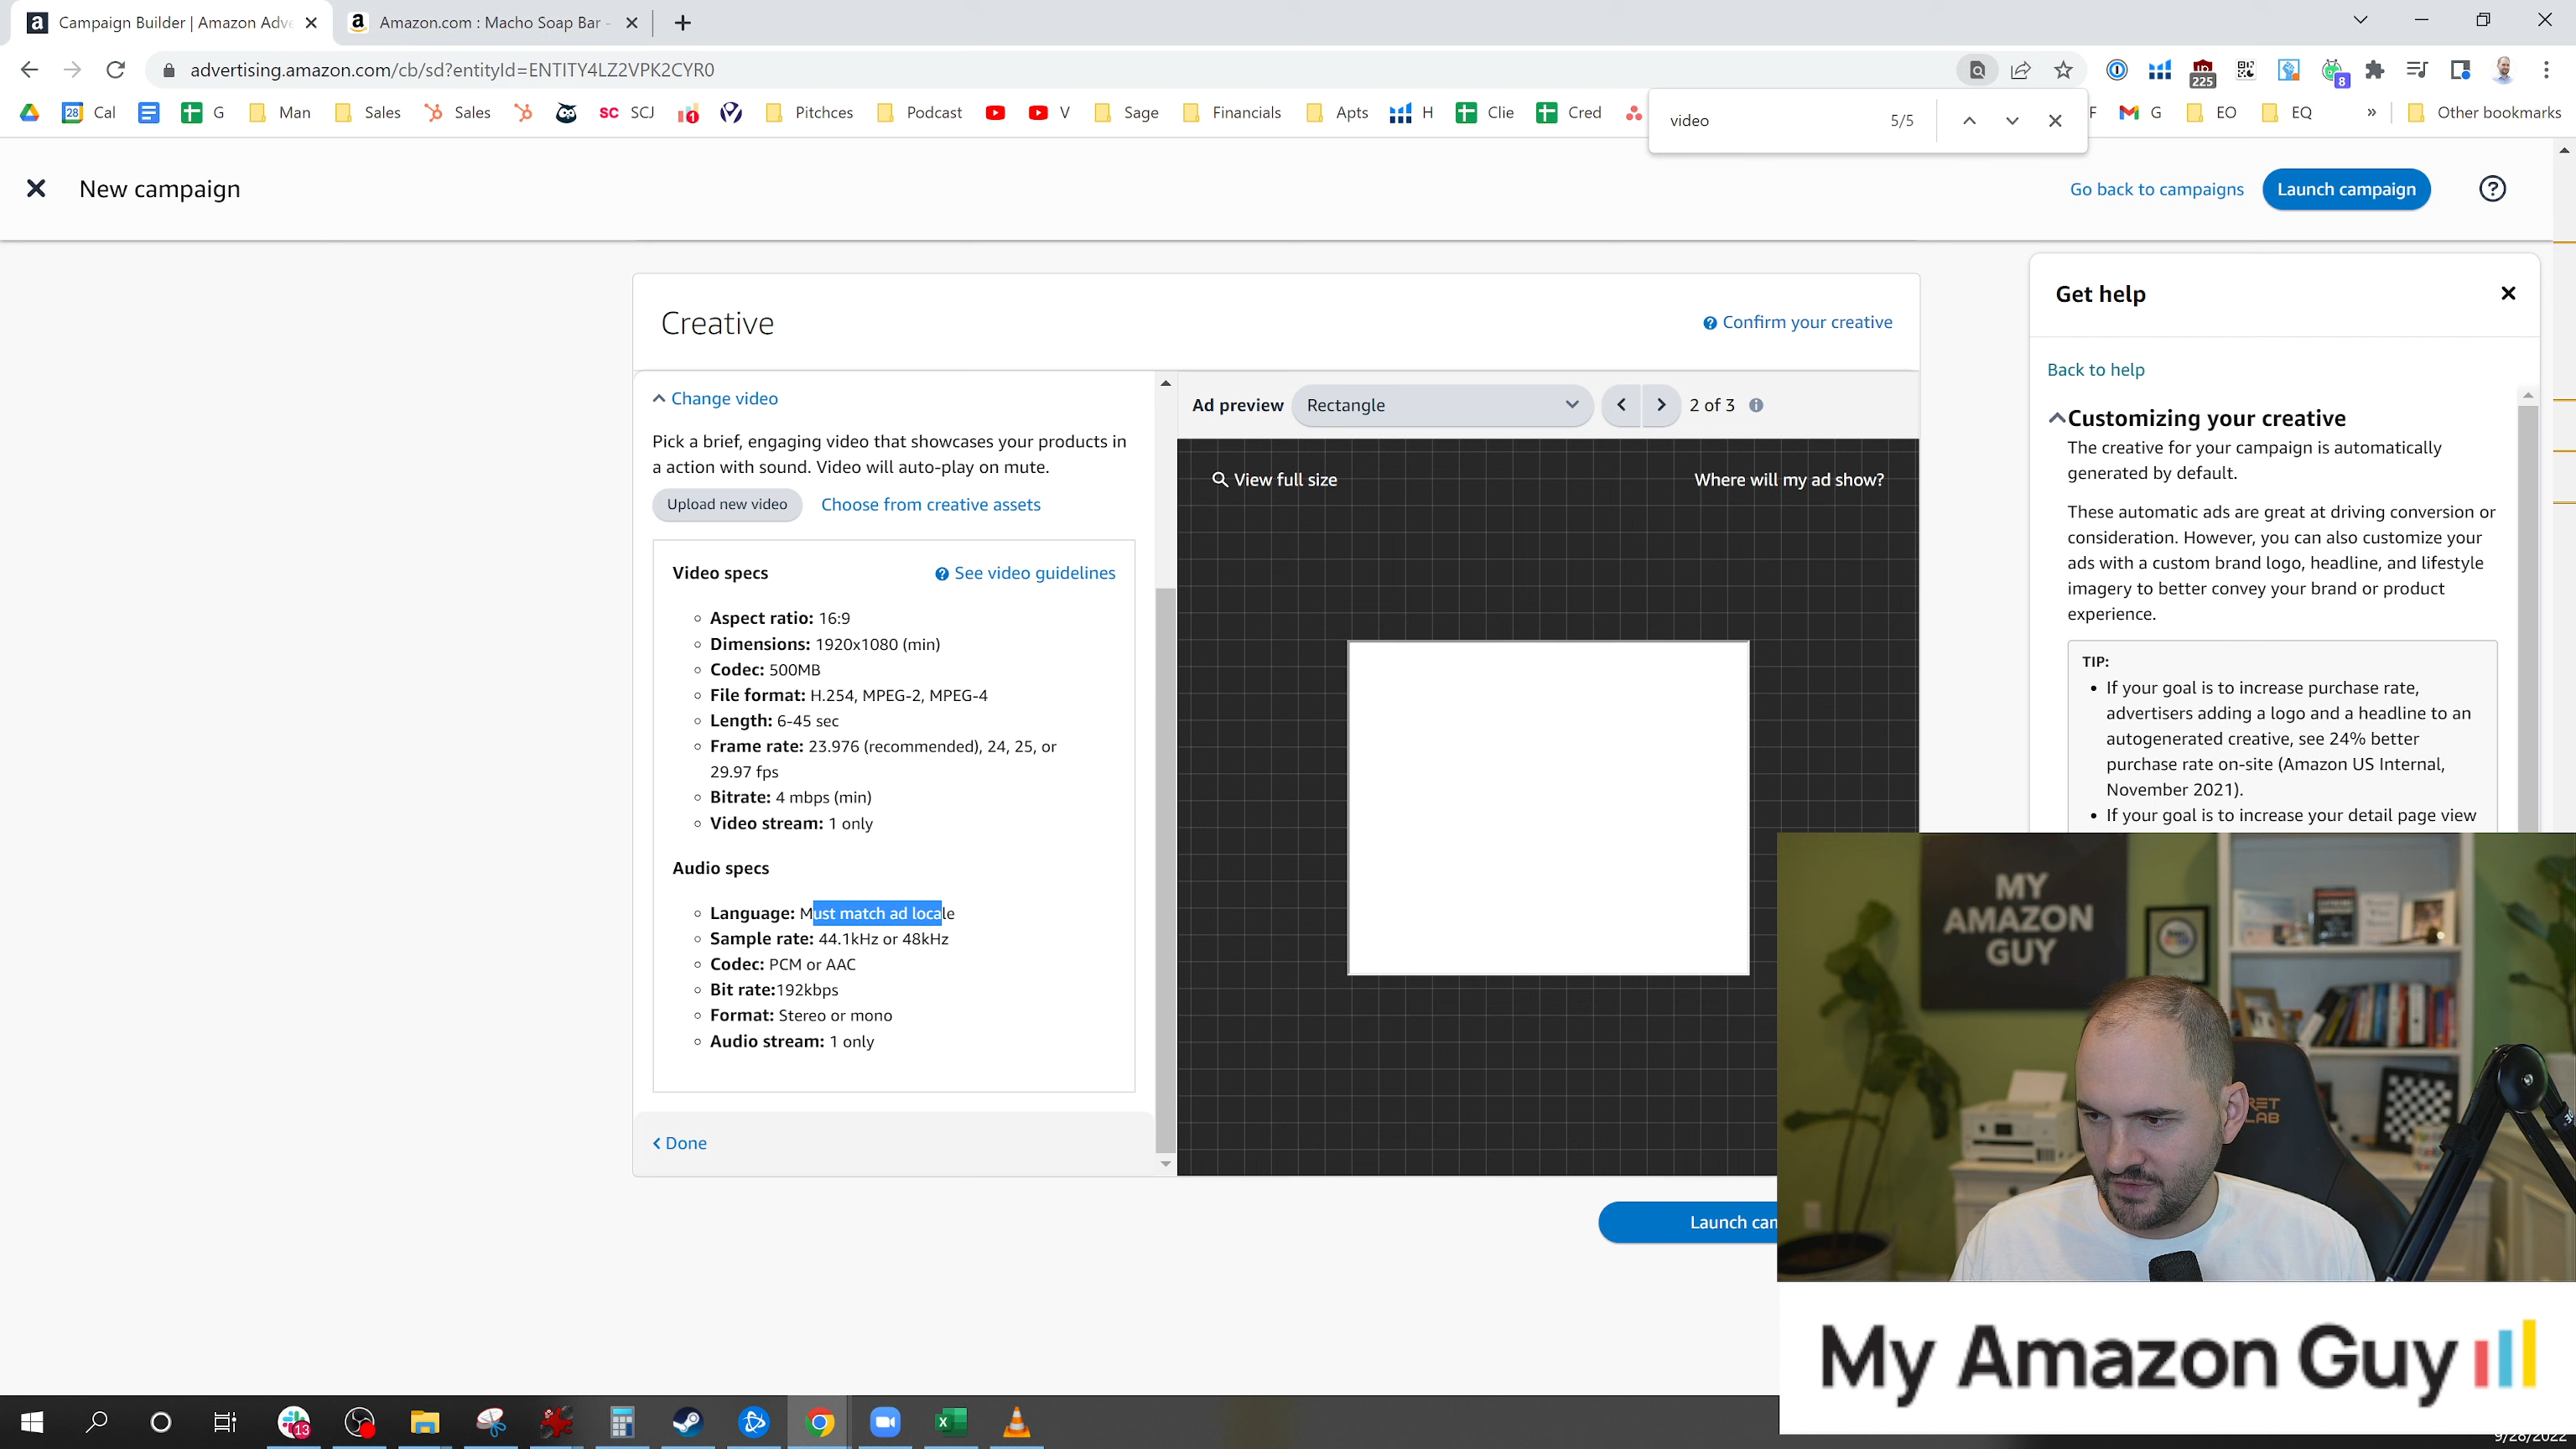 Campaign Builder | Amazon Adve
Amazon.com : Macho Soap Bar -
advertising.amazon.com/cb/sd?entityId=ENTITY4LZ2VPK2CYR0
225
8
28 Cal
G
Man
Sales
Sales
SC SCJ
1
Pitchces
Podcast
V
Sage
Financials
Apts
H
Clie
Cred
F
G
EO
EQ
»
Other bookmarks
video
5/5
New campaign
Go back to campaigns
Launch campaign
Creative
Confirm your creative
Change video
Pick a brief, engaging video that showcases your products in
a action with sound. Video will auto-play on mute.
Upload new video
Choose from creative assets
Video specs
See video guidelines
Aspect ratio: 16:9
Dimensions: 1920x1080 (min)
Codec: 500MB
File format: H.254, MPEG-2, MPEG-4
Length: 6-45 sec
Frame rate: 23.976 (recommended), 24, 25, or
29.97 fps
Bitrate: 4 mbps (min)
Video stream: 1 only
Audio specs
Language: Must match ad locale
Sample rate: 44.1kHz or 48kHz
Codec: PCM or AAC
Bit rate:192kbps
Format: Stereo or mono
Audio stream: 1 only
Done
Ad preview
Rectangle
2 of 3
View full size
Where will my ad show?
Launch can
Get help
Back to help
Customizing your creative
The creative for your campaign is automatically
generated by default.
These automatic ads are great at driving conversion or
consideration. However, you can also customize your
ads with a custom brand logo, headline, and lifestyle
imagery to better convey your brand or product
experience.
TIP:
If your goal is to increase purchase rate,
advertisers adding a logo and a headline to an
autogenerated creative, see 24% better
purchase rate on-site (Amazon US Internal,
November 2021).
If your goal is to increase your detail page view
MY
AMAZON
GUY
RET
LAB
My Amazon Guy
13
9/28/2022